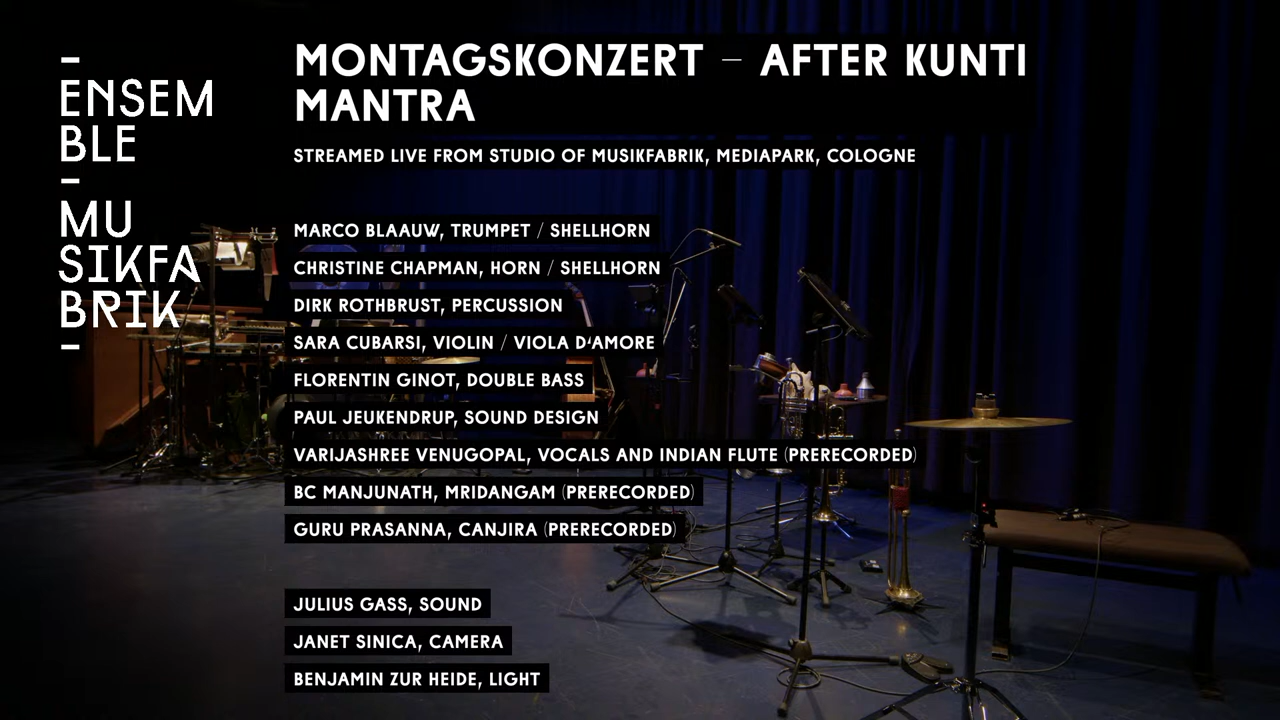 –
ENSEM
BLE
–
MU
SIKFA
BRIK
–
MONTAGSKONZERT – AFTER KUNTI
MANTRA
STREAMED LIVE FROM STUDIO OF MUSIKFABRIK, MEDIAPARK, COLOGNE
MARCO BLAAUW, TRUMPET / SHELLHORN
CHRISTINE CHAPMAN, HORN / SHELLHORN
DIRK ROTHBRUST, PERCUSSION
SARA CUBARSI, VIOLIN / VIOLA D'AMORE
FLORENTIN GINOT, DOUBLE BASS
PAUL JEUKENDRUP, SOUND DESIGN
VARIJASHREE VENUGOPAL, VOCALS AND INDIAN FLUTE (PRERECORDED)
BC MANJUNATH, MRIDANGAM (PRERECORDED)
GURU PRASANNA, CANJIRA (PRERECORDED)
JULIUS GASS, SOUND
JANET SINICA, CAMERA
BENJAMIN ZUR HEIDE, LIGHT